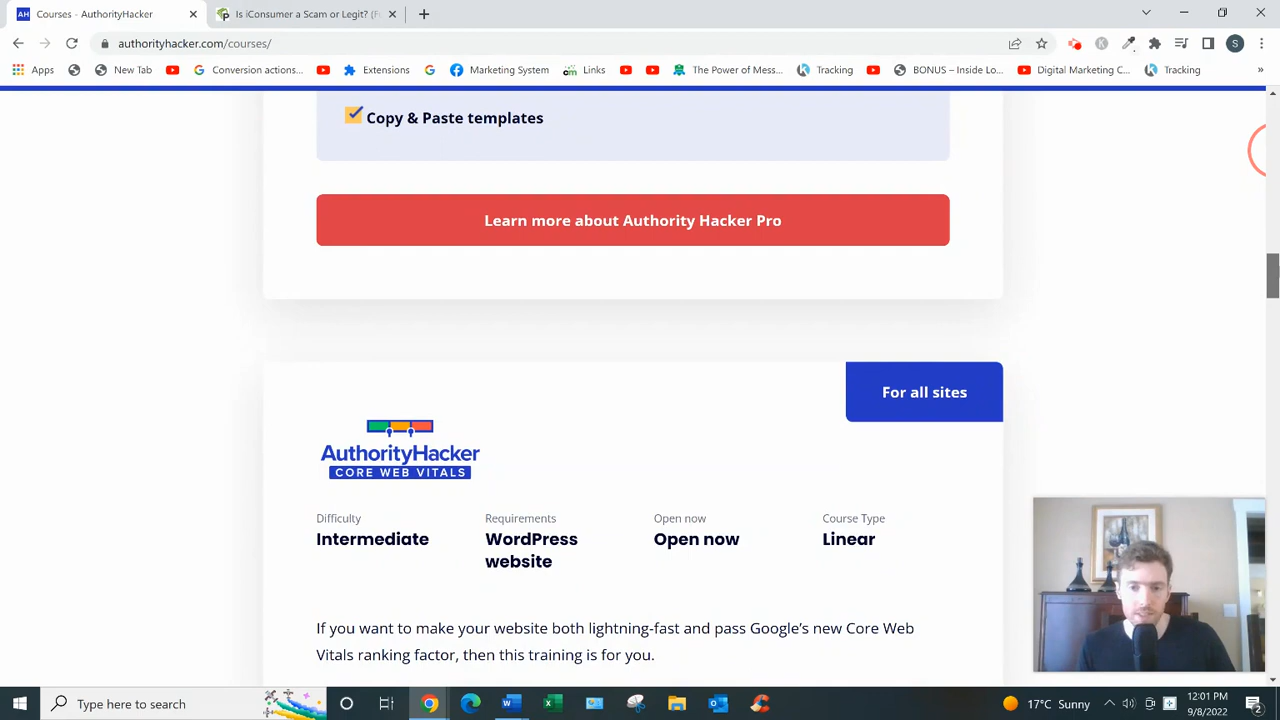 AH Courses - AuthorityHacker
Is iConsumer a Scam or Legit? (F
authorityhacker.com/courses/
S
Apps
New Tab
Conversion actions...
Extensions
Marketing System
Links
The Power of Mess...
Tracking
BONUS – Inside Lo...
Digital Marketing C...
Tracking
»
Copy & Paste templates
Learn more about Authority Hacker Pro
For all sites
AuthorityHacker
CORE WEB VITALS
Difficulty
Intermediate
Requirements
WordPress
website
Open now
Open now
Course Type
Linear
If you want to make your website both lightning-fast and pass Google's new Core Web
Vitals ranking factor, then this training is for you.
Type here to search
17°C Sunny
12:01 PM
9/8/2022
2